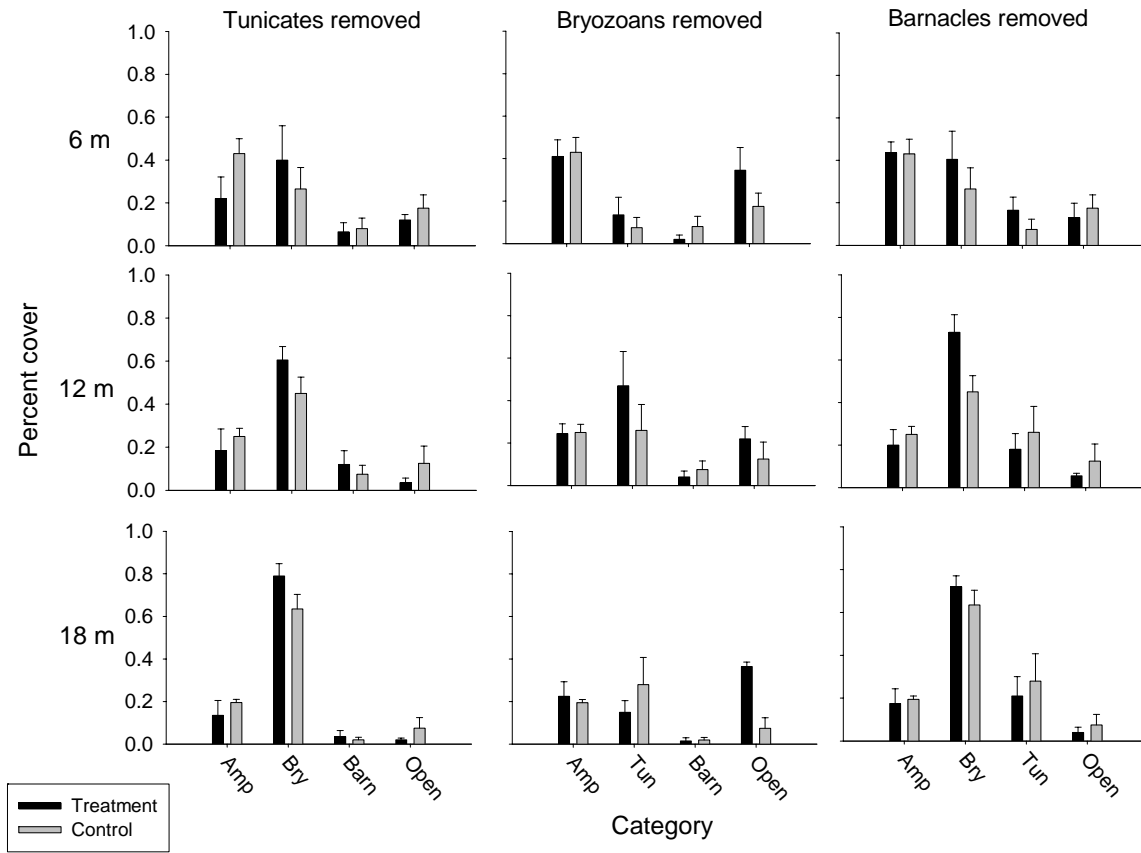 Tunicates removed
Bryozoans removed
Barnacles removed
1.0
0.8
0.6
0.4
0.2
0.0
6 m
1.0
0.8
0.6
0.4
0.2
0.0
12 m
1.0
0.8
0.6
0.4
0.2
0.0
18 m
Percent cover
Amp Bry Barn Open
Amp Tun Barn Open
Amp Bry Tun Open
Category
Treatment
Control